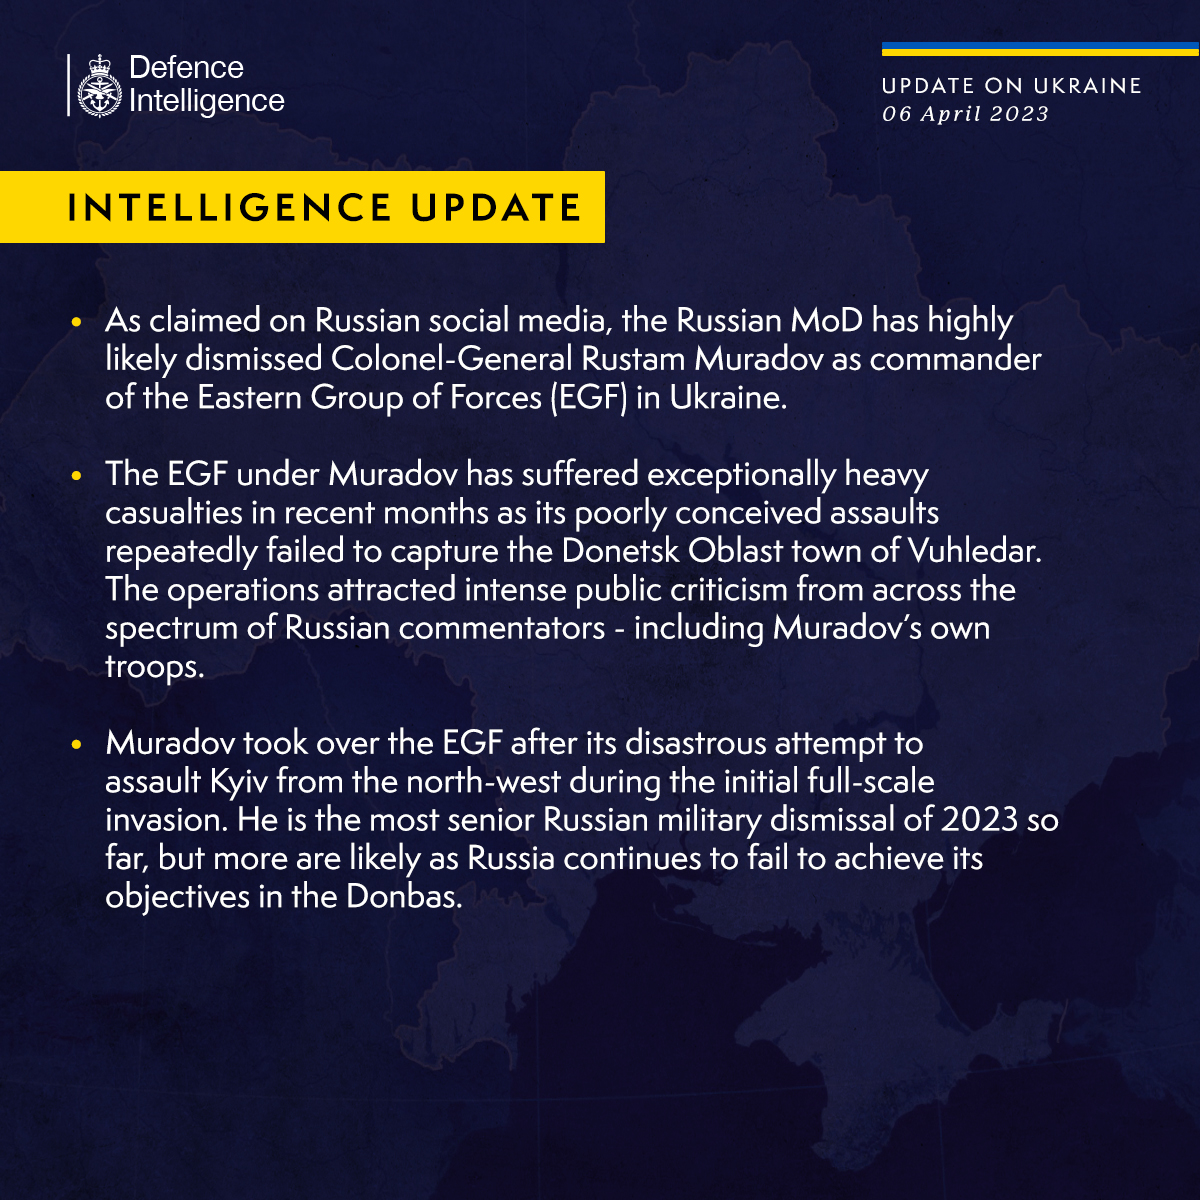 Defence
Intelligence
UPDATE ON UKRAINE
06 April 2023
INTELLIGENCE UPDATE
• As claimed on Russian social media, the Russian MoD has highly
likely dismissed Colonel-General Rustam Muradov as commander
of the Eastern Group of Forces (EGF) in Ukraine.
• The EGF under Muradov has suffered exceptionally heavy
casualties in recent months as its poorly conceived assaults
repeatedly failed to capture the Donetsk Oblast town of Vuhledar.
The operations attracted intense public criticism from across the
spectrum of Russian commentators - including Muradov’s own
troops.
• Muradov took over the EGF after its disastrous attempt to
assault Kyiv from the north-west during the initial full-scale
invasion. He is the most senior Russian military dismissal of 2023 so
far, but more are likely as Russia continues to fail to achieve its
objectives in the Donbas.